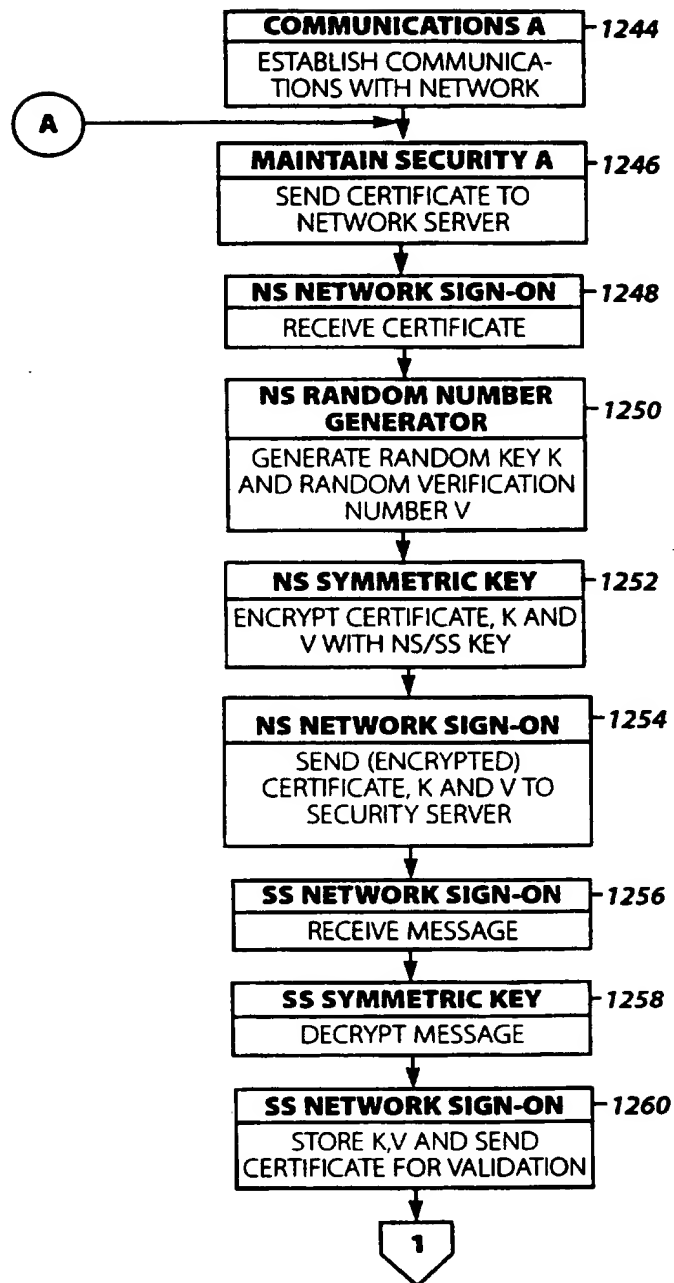 COMMUNICATIONS A
1244
ESTABLISH COMMUNICA-
TIONS WITH NETWORK
A
MAINTAIN SECURITY A
1246
SEND CERTIFICATE TO
NETWORK SERVER
NS NETWORK SIGN-ON
1248
RECEIVE CERTIFICATE
NS RANDOM NUMBER
GENERATOR
1250
GENERATE RANDOM KEY K
AND RANDOM VERIFICATION
NUMBER V
NS SYMMETRIC KEY
1252
ENCRYPT CERTIFICATE, K AND
V WITH NS/SS KEY
NS NETWORK SIGN-ON
1254
SEND (ENCRYPTED)
CERTIFICATE, K AND V TO
SECURITY SERVER
SS NETWORK SIGN-ON
1256
RECEIVE MESSAGE
SS SYMMETRIC KEY
1258
DECRYPT MESSAGE
SS NETWORK SIGN-ON
1260
STORE K,V AND SEND
CERTIFICATE FOR VALIDATION
1